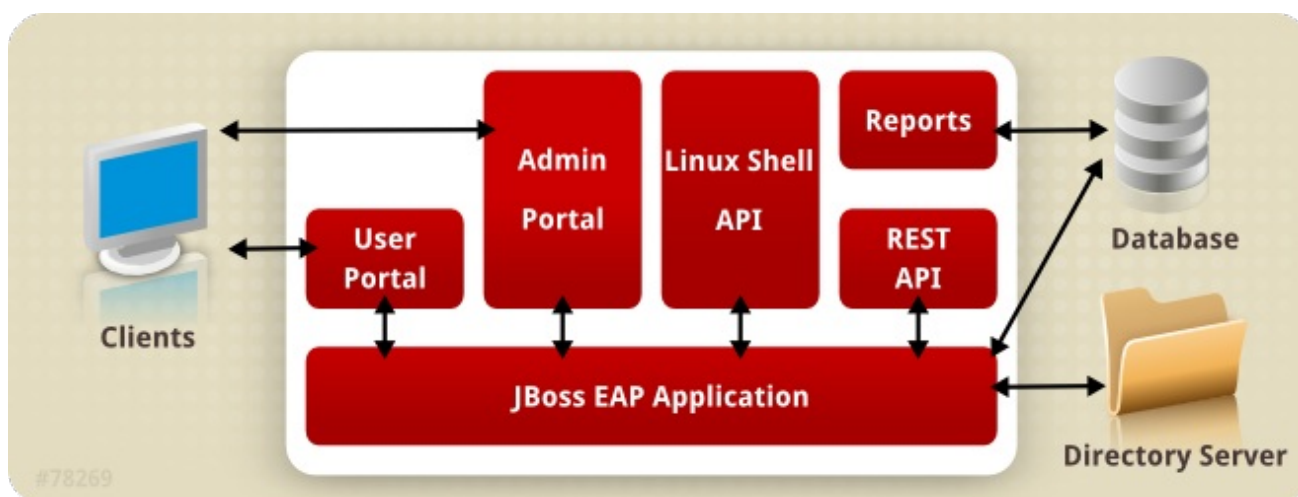 Admin
Portal
Linux Shell
API
Reports
User
Portal
REST
API
Clients
Database
JBoss EAP Application
Directory Server
#78269